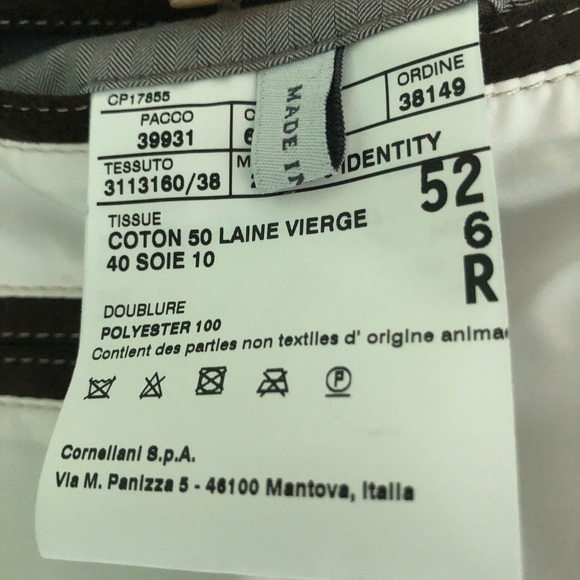 CP17855
PACCO
39931
ORDINE
38149
TESSUTO
3113160/38
IDENTITY
MADE IN
52
6
R
TISSUE
COTON 50 LAINE VIERGE
40 SOIE 10
DOUBLURE
POLYESTER 100
Contient des parties non textiles d' origine anima
P
Corneliani S.p.A.
Via M. Panizza 5 - 46100 Mantova, Italia